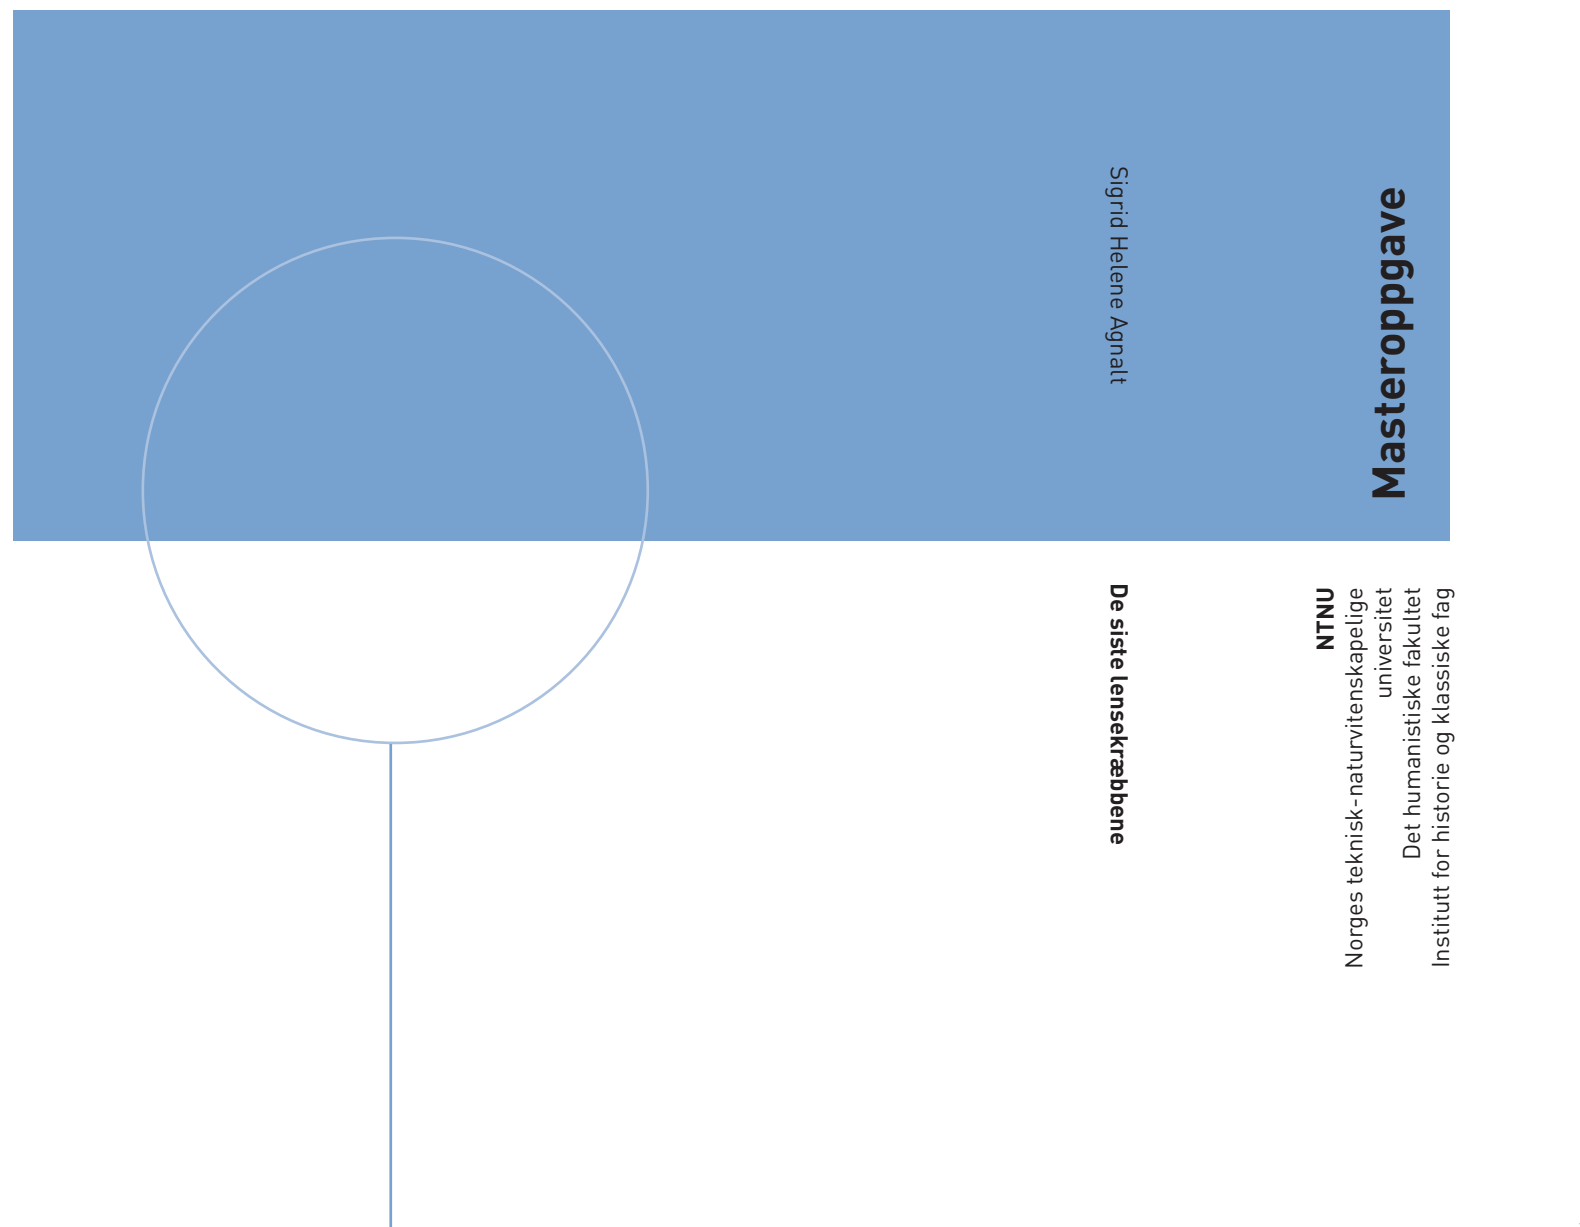 Sigrid Helene Agnalt
De siste lensekræbbene
Masteroppgave
NTNU
Norges teknisk-naturvitenskapelige
universitet
Det humanistiske fakultet
Institutt for historie og klassiske fag